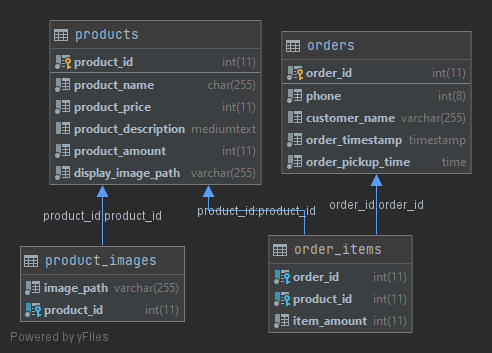 products
product_id int(11)
product_name char(255)
product_price int(11)
product_description mediumtext
product_amount int(11)
display_image_path varchar(255)
orders
order_id int(11)
phone int(8)
customer_name varchar(255)
order_timestamp timestamp
order_pickup_time time
product_id:product_id
product_id:product_id
order_id:order_id
product_images
image_path varchar(255)
product_id int(11)
order_items
order_id int(11)
product_id int(11)
item_amount int(11)
Powered by yFiles